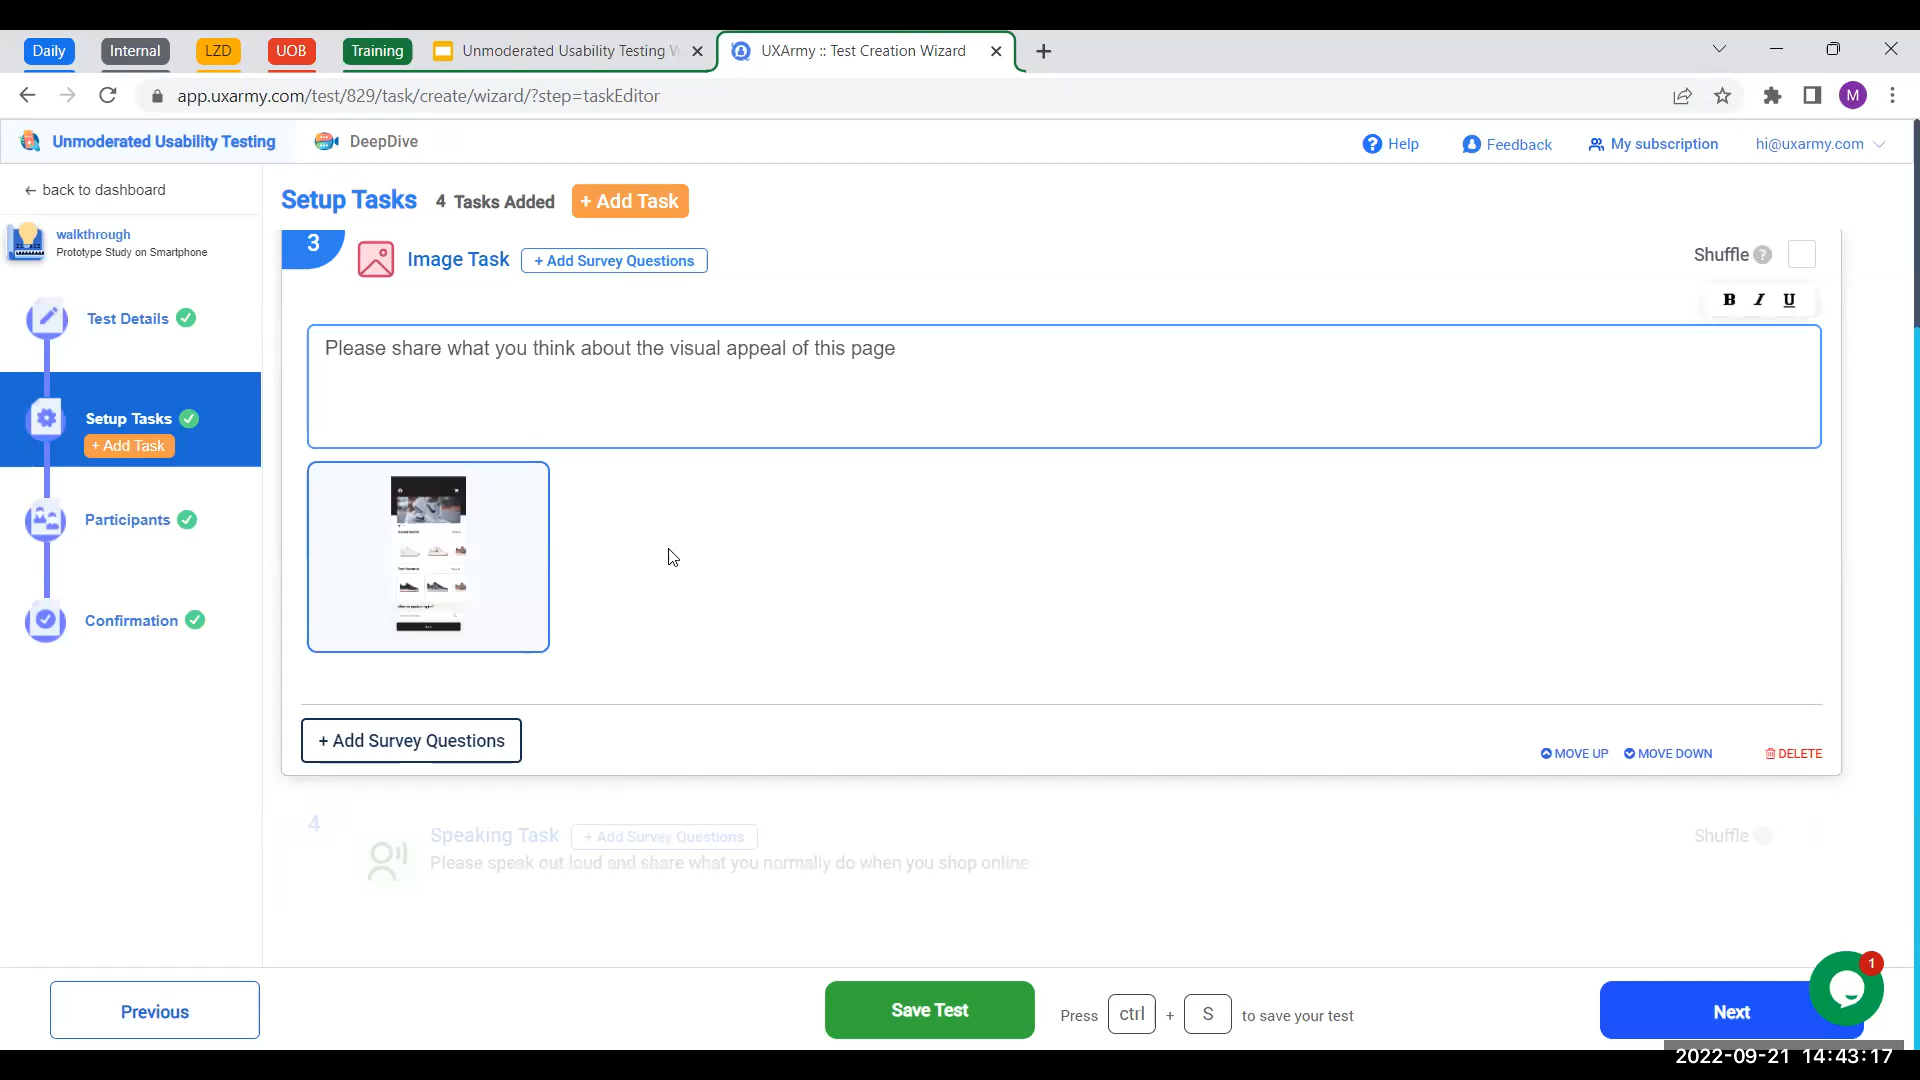 Daily
Internal
LZD
UOB
Training
Unmoderated Usability Testing W
UXArmy :: Test Creation Wizard
app.uxarmy.com/test/829/task/create/wizard/?step=taskEditor
M
Unmoderated Usability Testing
DeepDive
Help
Feedback
My subscription
hi@uxarmy.com
← back to dashboard
Setup Tasks
4 Tasks Added
+ Add Task
walkthrough
Prototype Study on Smartphone
3
Image Task
+ Add Survey Questions
Shuffle ?
B I U
Test Details
Please share what you think about the visual appeal of this page
Setup Tasks
+ Add Task
Participants
Confirmation
+ Add Survey Questions
MOVE UP
MOVE DOWN
DELETE
4
Speaking Task
+ Add Survey Questions
Shuffle
Please speak out loud and share what you normally do when you shop online
Previous
Save Test
Press ctrl + S to save your test
Next
1
2022-09-21 14:43:17